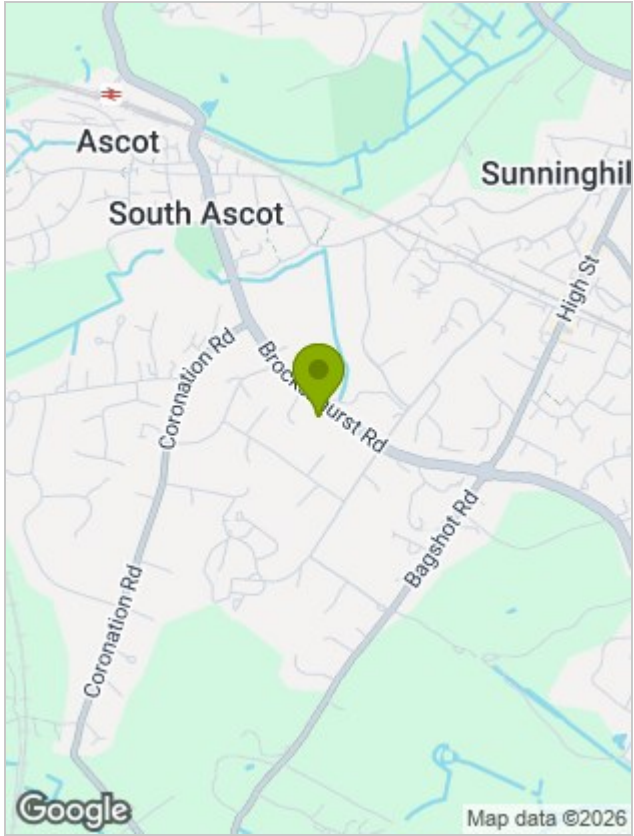 Ascot
Sunninghil
South Ascot
High St
Coronation Rd
Brock
urst Rd
Bagshot Rd
Coronation Rd
Google
Map data ©2026